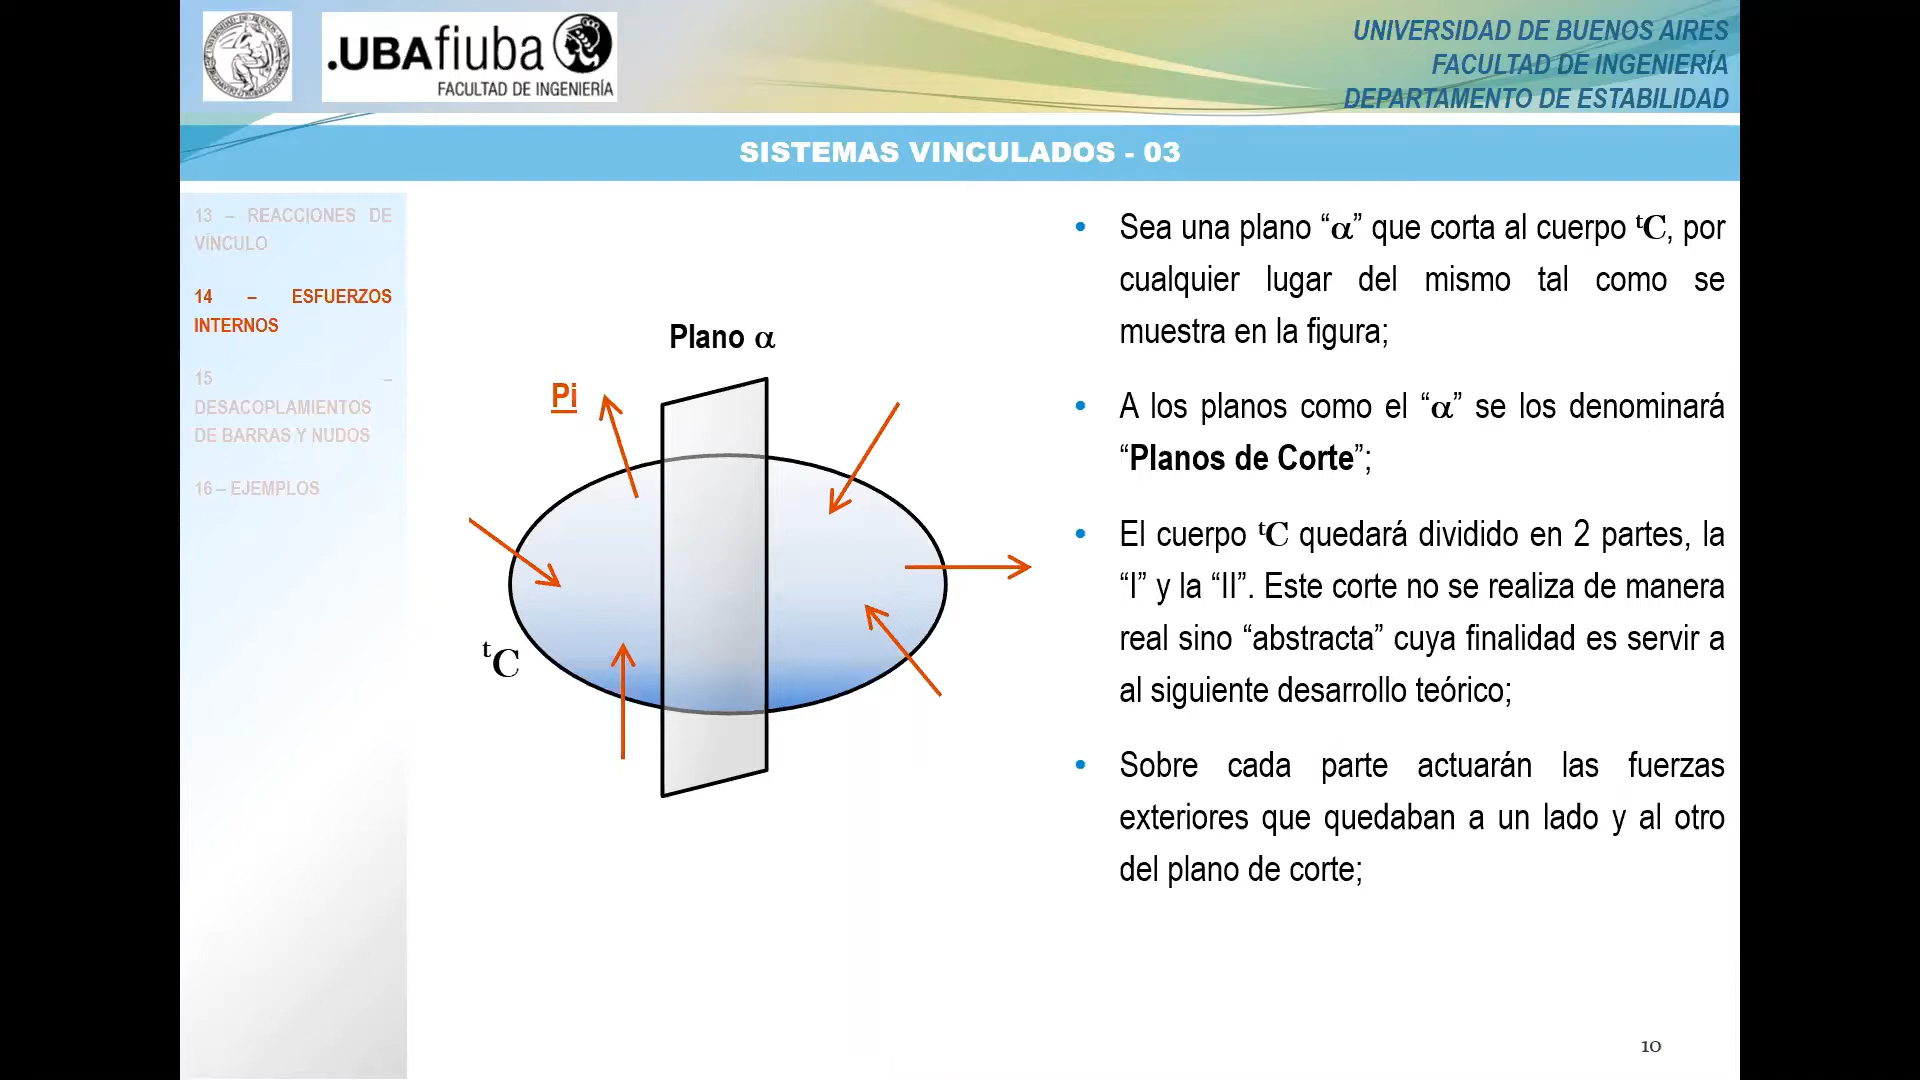 .UBAfiuba
FACULTAD DE INGENIERÍA
UNIVERSIDAD DE BUENOS AIRES
FACULTAD DE INGENIERÍA
DEPARTAMENTO DE ESTABILIDAD
SISTEMAS VINCULADOS - 03
13 – REACCIONES DE
VÍNCULO
14 – ESFUERZOS
INTERNOS
15 –
DESACOPLAMIENTOS
DE BARRAS Y NUDOS
16 – EJEMPLOS
Plano α
Pi
ᵗC
• Sea una plano “α” que corta al cuerpo ᵗC, por
cualquier lugar del mismo tal como se
muestra en la figura;
• A los planos como el “α” se los denominará
“Planos de Corte”;
• El cuerpo ᵗC quedará dividido en 2 partes, la
“I” y la “II”. Este corte no se realiza de manera
real sino “abstracta” cuya finalidad es servir a
al siguiente desarrollo teórico;
• Sobre cada parte actuarán las fuerzas
exteriores que quedaban a un lado y al otro
del plano de corte;
10